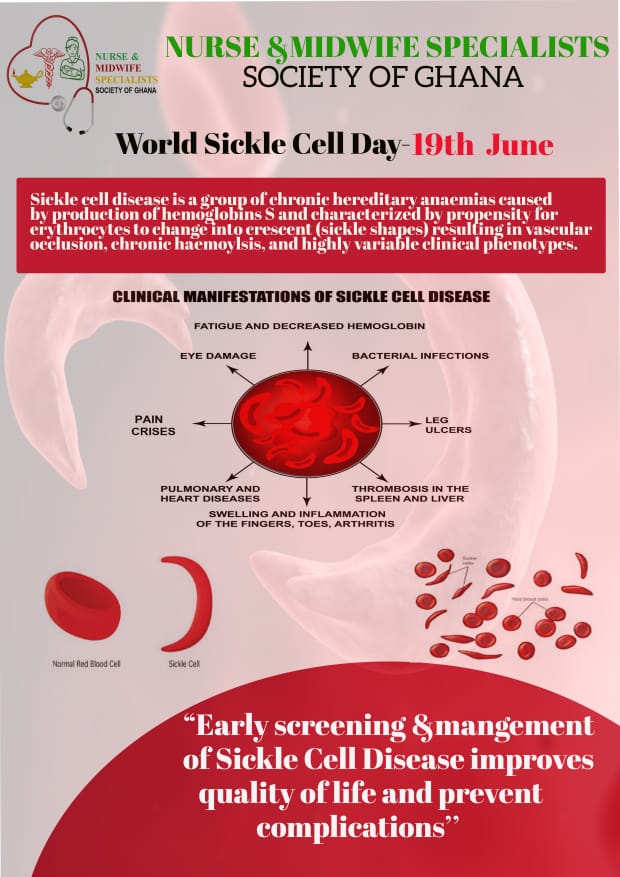 NURSE &
MIDWIFE
SPECIALISTS
SOCIETY OF GHANA
NURSE &MIDWIFE SPECIALISTS
SOCIETY OF GHANA
World Sickle Cell Day-19th June
Sickle cell disease is a group of chronic hereditary anaemias caused
by production of hemoglobins S and characterized by propensity for
erythrocytes to change into crescent (sickle shapes) resulting in vascular
occlusion, chronic haemoylsis, and highly variable clinical phenotypes.
CLINICAL MANIFESTATIONS OF SICKLE CELL DISEASE
FATIGUE AND DECREASED HEMOGLOBIN
EYE DAMAGE
BACTERIAL INFECTIONS
PAIN
CRISES
LEG
ULCERS
PULMONARY AND
HEART DISEASES
THROMBOSIS IN THE
SPLEEN AND LIVER
SWELLING AND INFLAMMATION
OF THE FINGERS, TOES, ARTHRITIS
Normal Red Blood Cell
Sickle Cell
cells
blood cells
“Early screening &mangement
of Sickle Cell Disease improves
quality of life and prevent
complications’’